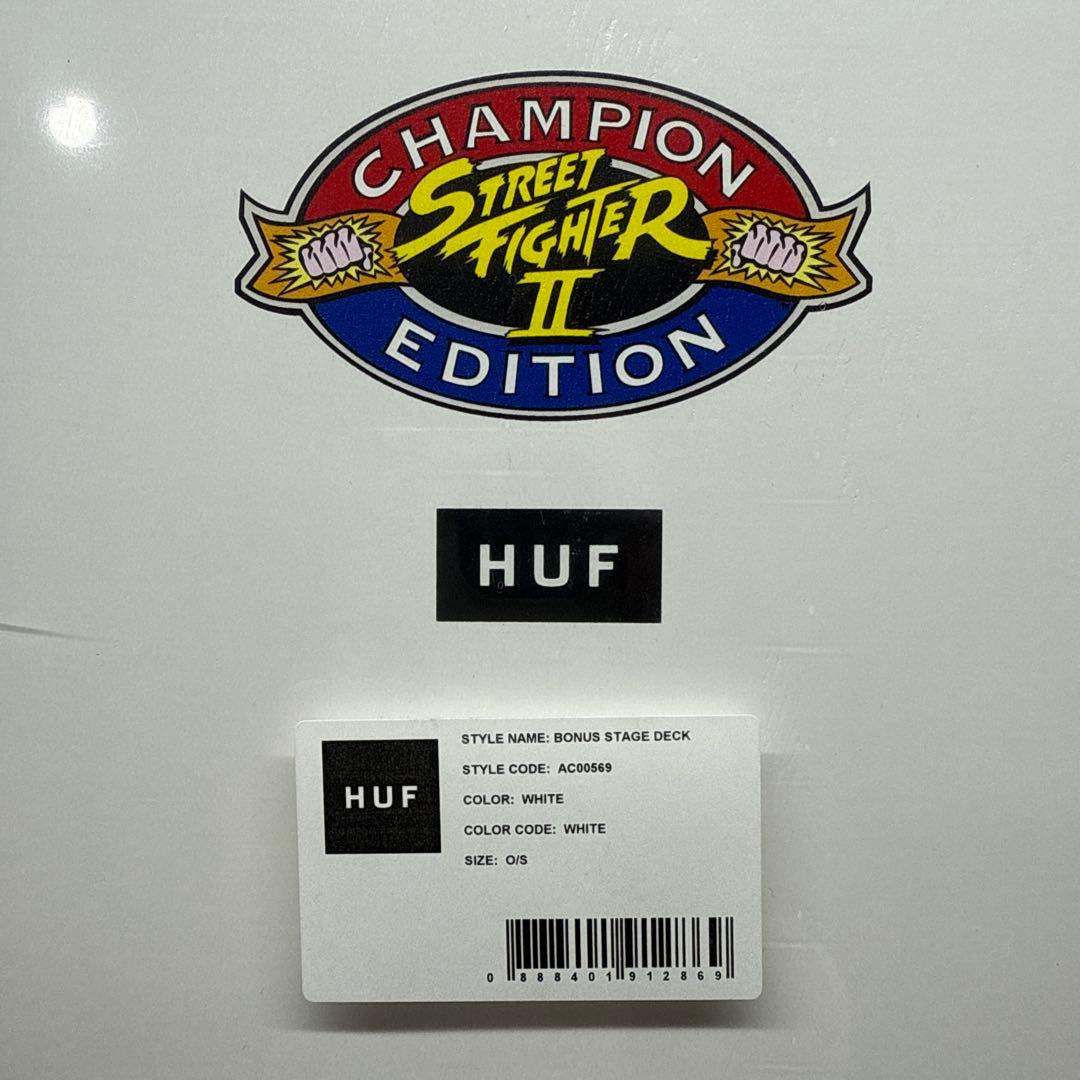 CHAMPION
STREET
FIGHTER
II
EDITION
HUF
HUF
STYLE NAME: BONUS STAGE DECK
STYLE CODE: AC00569
COLOR: WHITE
COLOR CODE: WHITE
SIZE: O/S
0 888401 912869